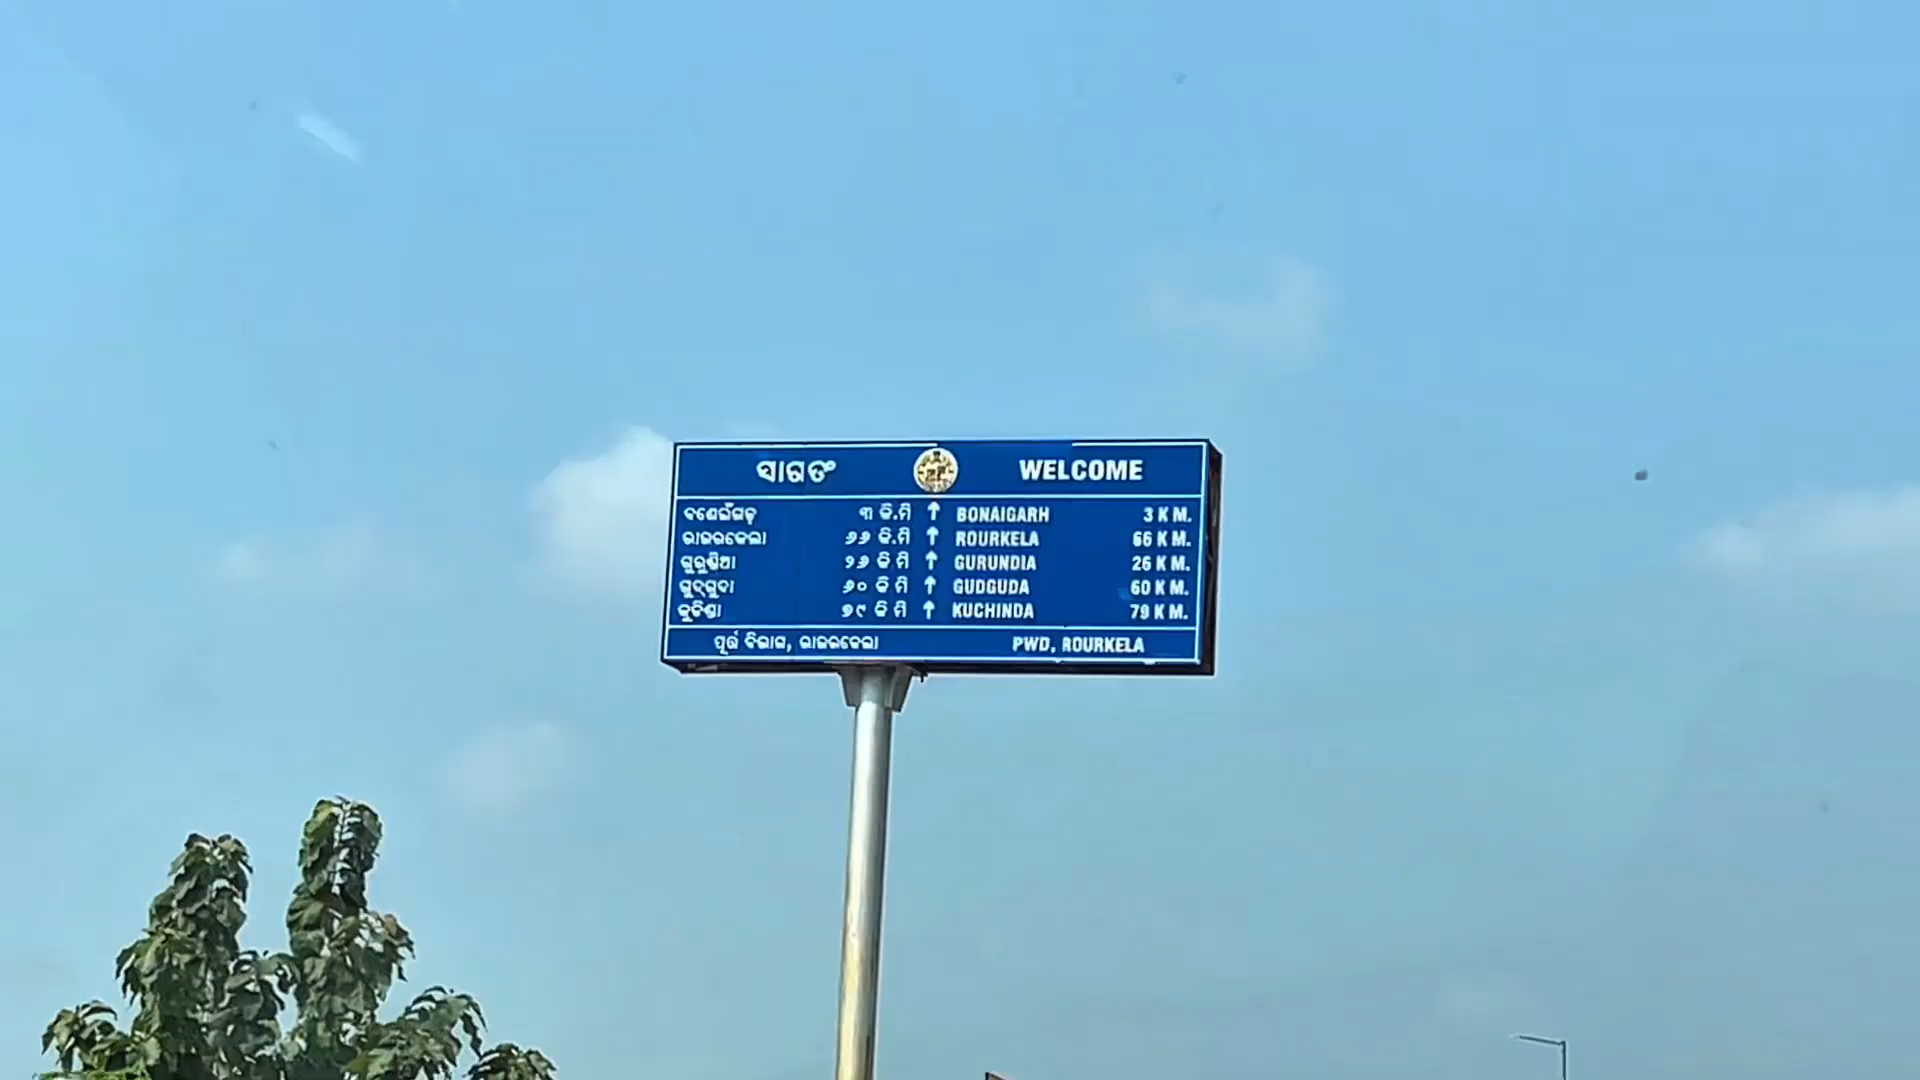 ସ୍ୱାଗତଂ WELCOME
ବଣେଇଁଗଡ଼ ୩ କି.ମି ↑ BONAIGARH 3 K M.
ରାଉରକେଲା ୬୬ କି.ମି ↑ ROURKELA 66 K M.
ଗୁରୁଣ୍ଡିଆ ୨୬ କି ମି ↑ GURUNDIA 26 K M.
ଗୁଡ୍‌ଗୁଡା ୬୦ କି ମି ↑ GUDGUDA 60 K M.
କୁଚିଣ୍ଡା ୭୯ କି ମି ↑ KUCHINDA 79 K M.
ପୂର୍ତ୍ତ ବିଭାଗ, ରାଉରକେଲା PWD, ROURKELA